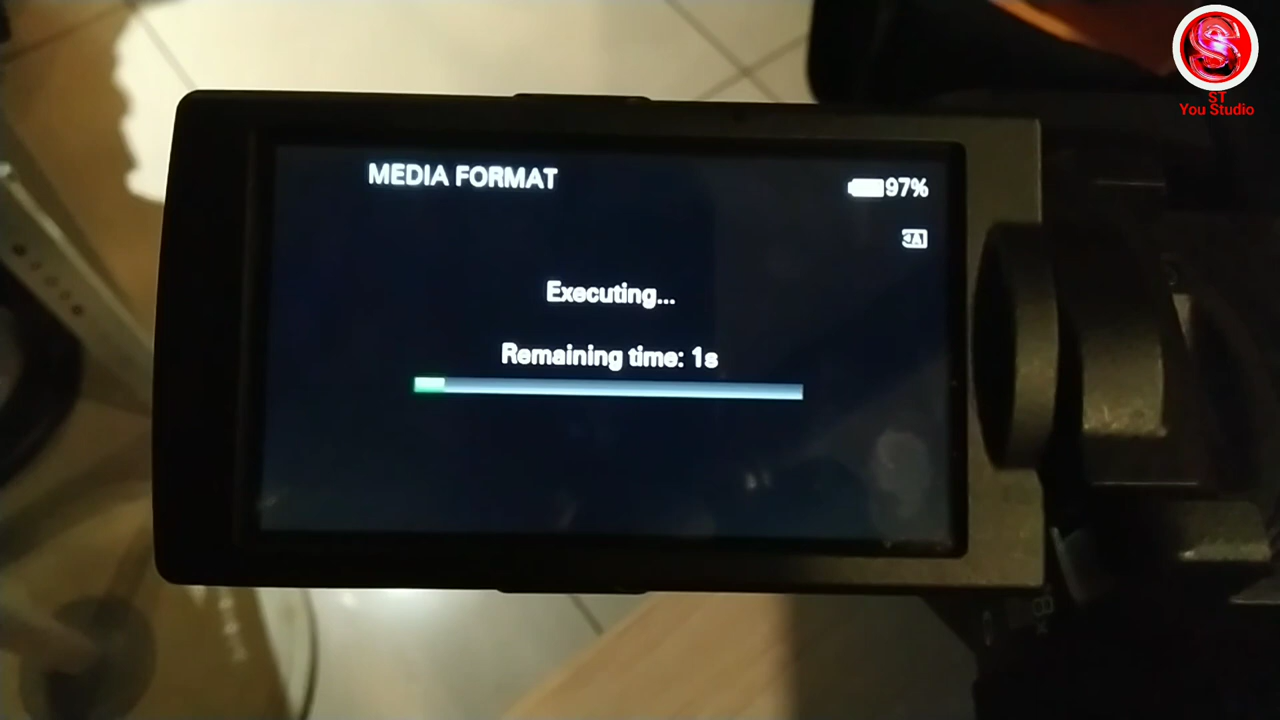 S
ST
You Studio
MEDIA FORMAT
97%
A
Executing...
Remaining time: 1s